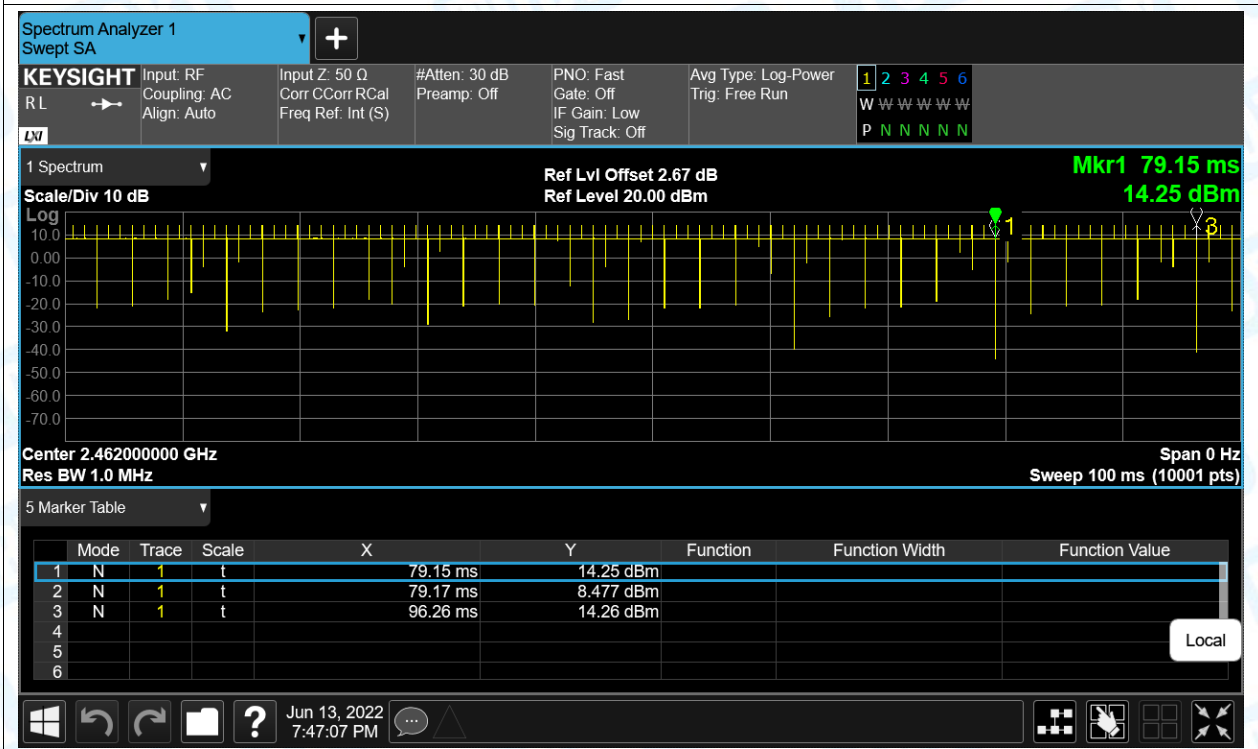 Spectrum Analyzer 1
Swept SA
+
KEYSIGHT Input: RF Input Z: 50 Ω #Atten: 30 dB PNO: Fast Avg Type: Log-Power 1 2 3 4 5 6
R L Coupling: AC Corr CCorr RCal Preamp: Off Gate: Off Trig: Free Run W W W W W W
Align: Auto Freq Ref: Int (S) IF Gain: Low
LXI Sig Track: Off P N N N N N
1 Spectrum Ref Lvl Offset 2.67 dB Mkr1 79.15 ms
Scale/Div 10 dB Ref Level 20.00 dBm 14.25 dBm
Log
1 3
10.0
0.00
-10.0
-20.0
-30.0
-40.0
-50.0
-60.0
-70.0
Center 2.462000000 GHz Span 0 Hz
Res BW 1.0 MHz Sweep 100 ms (10001 pts)
5 Marker Table
Mode Trace Scale X Y Function Function Width Function Value
1 N 1 t 79.15 ms 14.25 dBm
2 N 1 t 79.17 ms 8.477 dBm
3 N 1 t 96.26 ms 14.26 dBm
4
5
6
Local
? Jun 13, 2022
7:47:07 PM